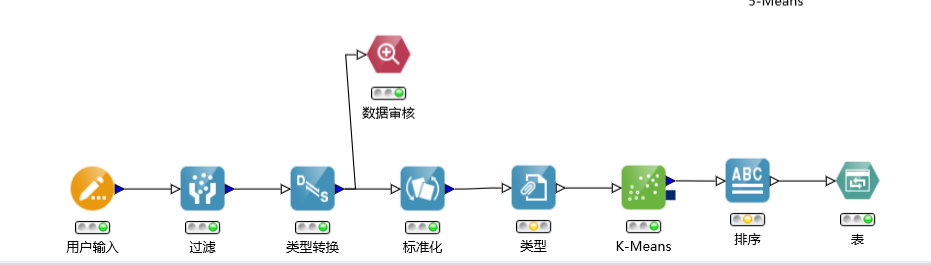 5-Means
数据审核
D
S
ABC
用户输入
过滤
类型转换
标准化
类型
K-Means
排序
表